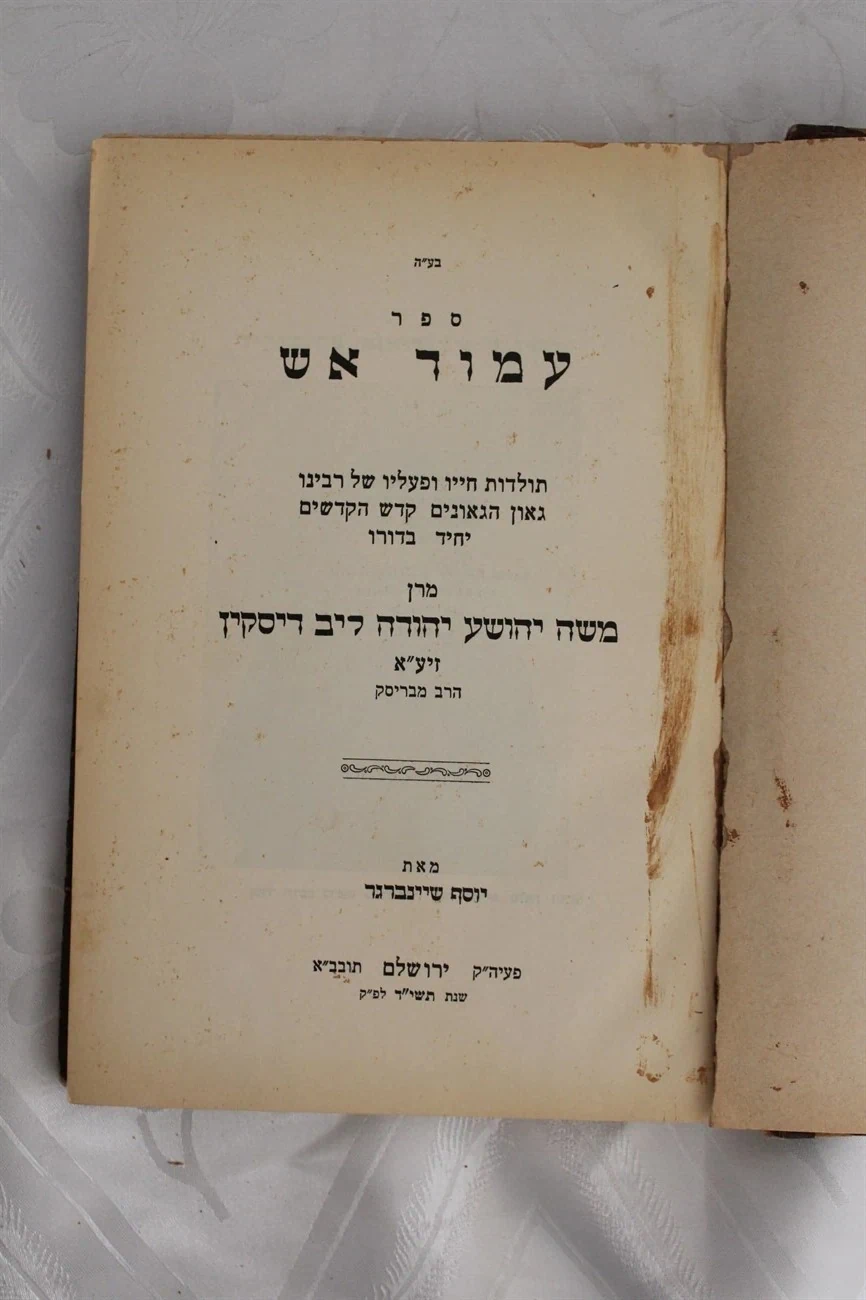 בע״ה
ספר
עמוד אש
תולדות חייו ופעליו של רבינו
גאון הגאונים קדש הקדשים
יחיד בדורו
מרן
משה יהושע יהודה ליב דיסקין
זיע״א
הרב מבריסק
מאת
יוסף שיינברגר
פעיה״ק ירושלם תובב״א
שנת תשי״ד לפ״ק